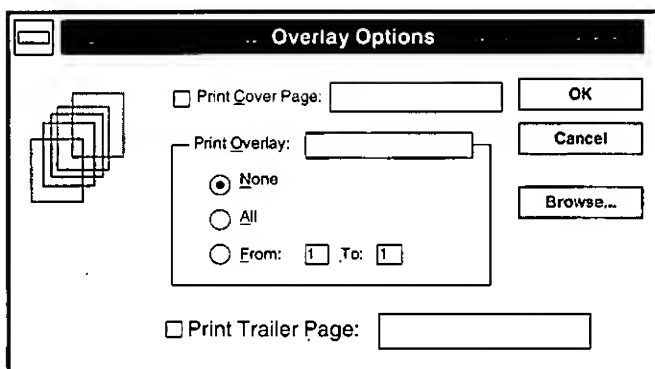 Overlay Options
Print Cover Page:
OK
Print Overlay:
Cancel
None
Browse...
All
From: 1 To: 1
Print Trailer Page: